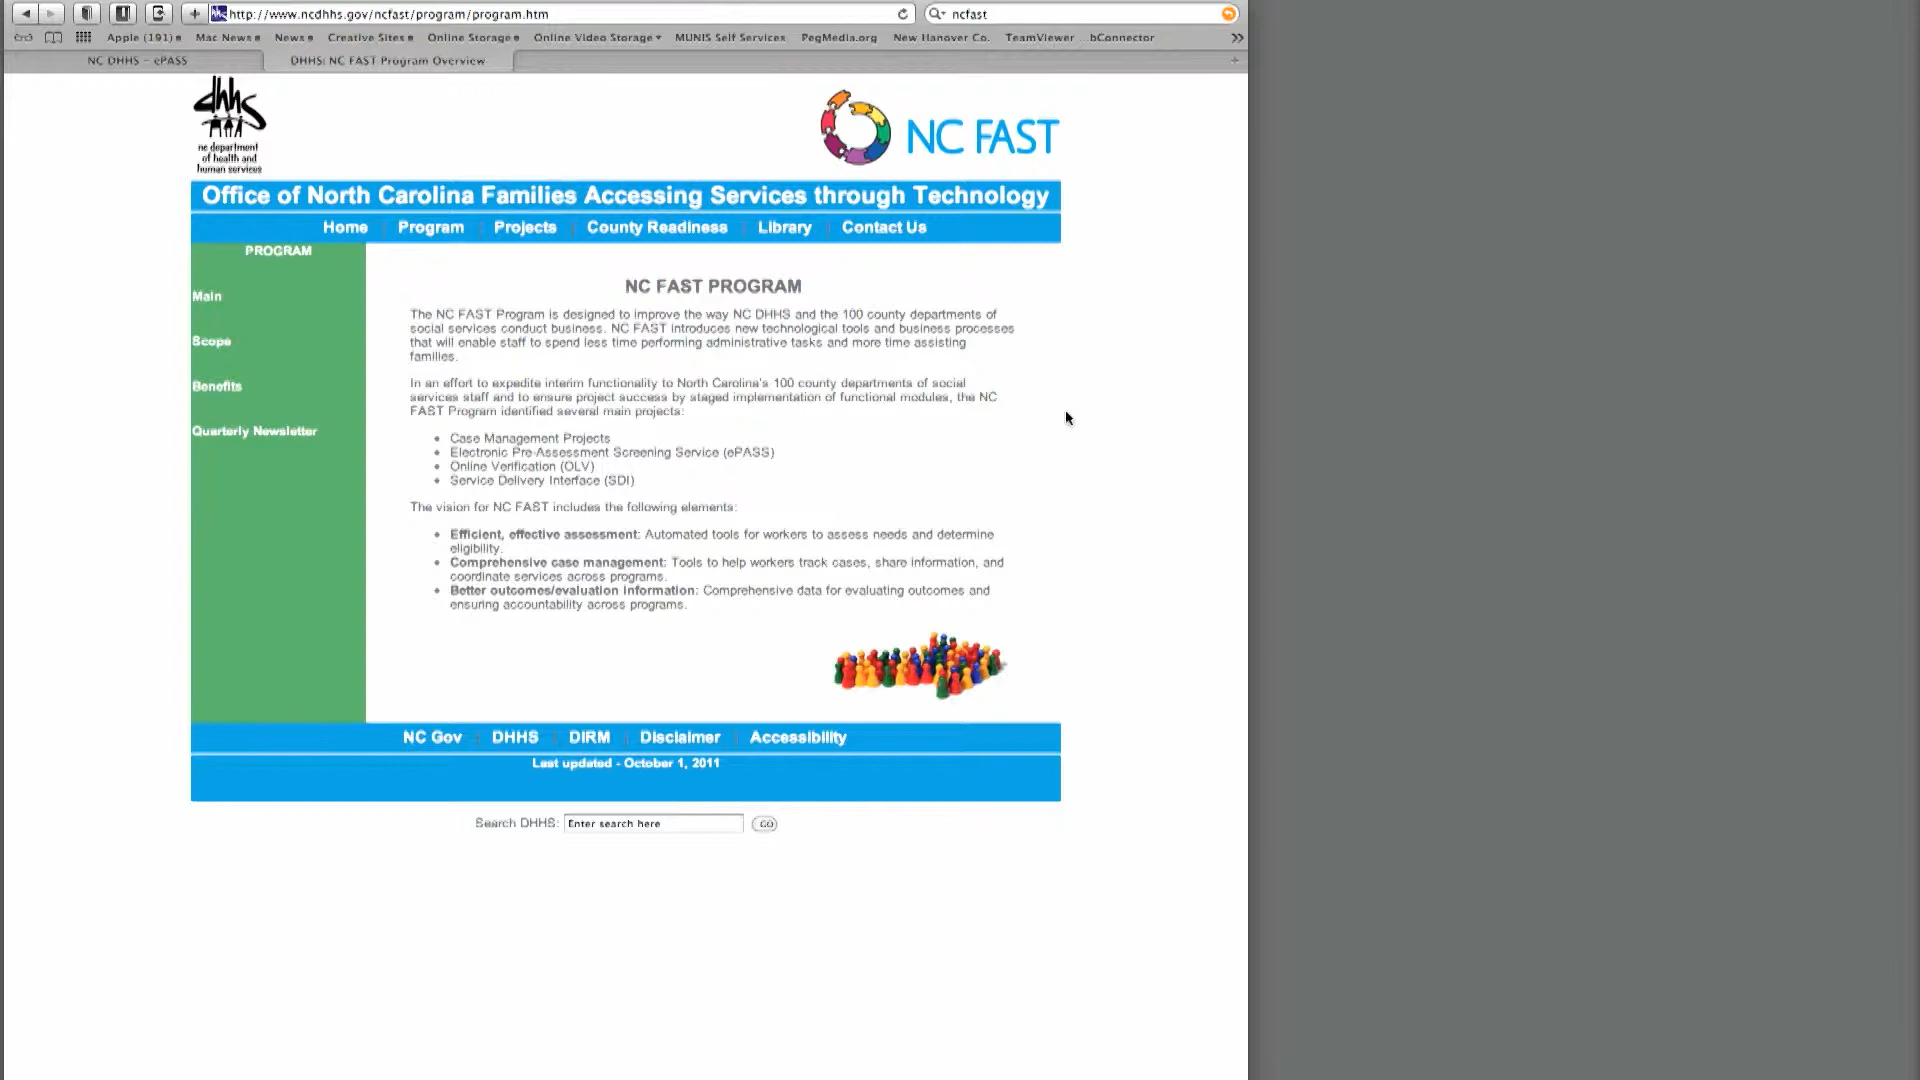 http://www.ncdhhs.gov/ncfast/program/program.htm
ncfast
Apple (191) Mac News News Creative Sites Online Storage Online Video Storage MUNIS Self Services PegMedia.org New Hanover Co. TeamViewer bConnector
NC DHHS – ePASS
DHHS: NC FAST Program Overview
dhhs
nc department
of health and
human services
NC FAST
Office of North Carolina Families Accessing Services through Technology
Home | Program | Projects | County Readiness | Library | Contact Us
PROGRAM
Main
Scope
Benefits
Quarterly Newsletter
NC FAST PROGRAM
The NC FAST Program is designed to improve the way NC DHHS and the 100 county departments of
social services conduct business. NC FAST introduces new technological tools and business processes
that will enable staff to spend less time performing administrative tasks and more time assisting
families.
In an effort to expedite interim functionality to North Carolina's 100 county departments of social
services staff and to ensure project success by staged implementation of functional modules, the NC
FAST Program identified several main projects:
• Case Management Projects
• Electronic Pre-Assessment Screening Service (ePASS)
• Online Verification (OLV)
• Service Delivery Interface (SDI)
The vision for NC FAST includes the following elements:
• Efficient, effective assessment: Automated tools for workers to assess needs and determine
eligibility.
• Comprehensive case management: Tools to help workers track cases, share information, and
coordinate services across programs.
• Better outcomes/evaluation information: Comprehensive data for evaluating outcomes and
ensuring accountability across programs.
NC Gov | DHHS | DIRM | Disclaimer | Accessibility
Last updated - October 1, 2011
Search DHHS: Enter search here GO